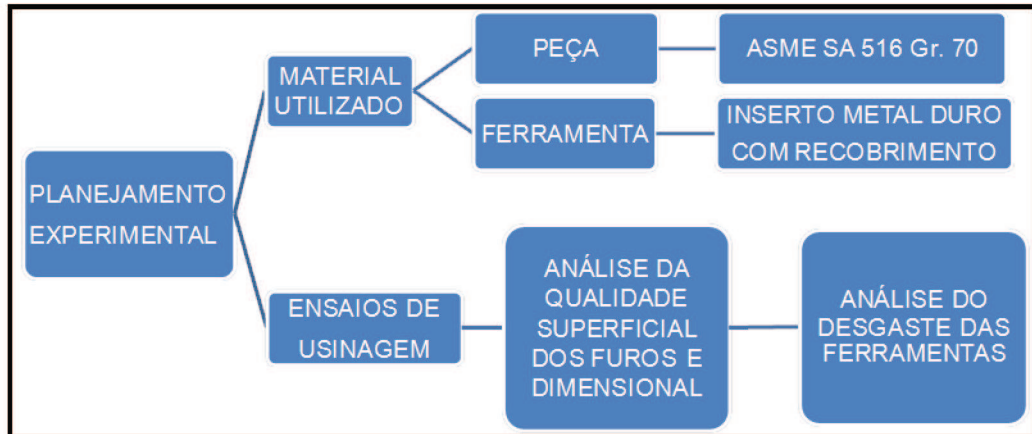 PLANEJAMENTO
EXPERIMENTAL
MATERIAL
UTILIZADO
PEÇA
ASME SA 516 Gr. 70
FERRAMENTA
INSERTO METAL DURO
COM RECOBRIMENTO
ENSAIOS DE
USINAGEM
ANÁLISE DA
QUALIDADE
SUPERFICIAL
DOS FUROS E
DIMENSIONAL
ANÁLISE DO
DESGASTE DAS
FERRAMENTAS